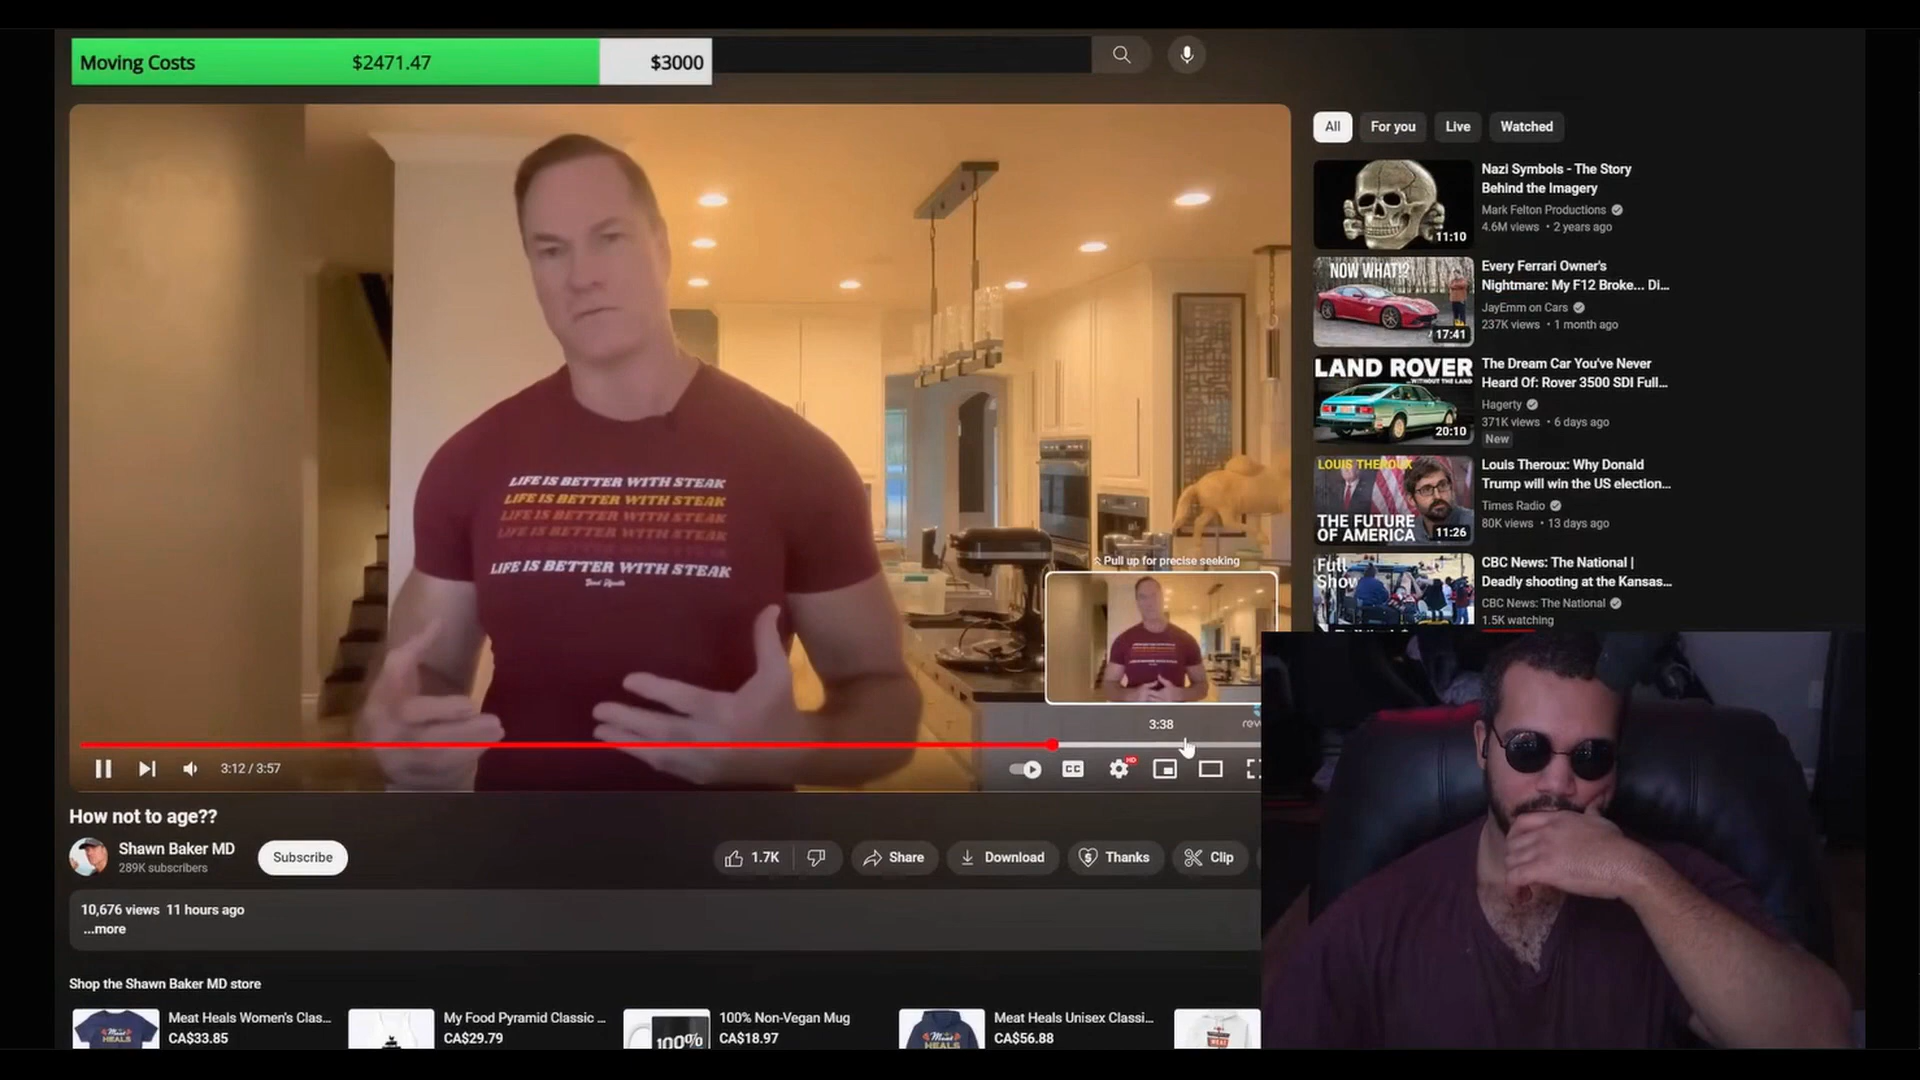 Moving Costs $2471.47 $3000
LIFE IS BETTER WITH STEAK
LIFE IS BETTER WITH STEAK
LIFE IS BETTER WITH STEAK
LIFE IS BETTER WITH STEAK
LIFE IS BETTER WITH STEAK
Pull up for precise seeking
3:38
3:12 / 3:57
CC
HD
How not to age??
Shawn Baker MD
289K subscribers
Subscribe
1.7K
Share
Download
Thanks
Clip
10,676 views 11 hours ago
...more
Shop the Shawn Baker MD store
Meat Heals Women's Clas...
CA$33.85
My Food Pyramid Classic ...
CA$29.79
100% Non-Vegan Mug
CA$18.97
Meat Heals Unisex Classi...
CA$56.88
HEALS
100%
All
For you
Live
Watched
11:10
Nazi Symbols - The Story
Behind the Imagery
Mark Felton Productions
4.6M views • 2 years ago
NOW WHAT!?
17:41
Every Ferrari Owner's
Nightmare: My F12 Broke... Di...
JayEmm on Cars
237K views • 1 month ago
LAND ROVER
...WITHOUT THE LAND
20:10
The Dream Car You've Never
Heard Of: Rover 3500 SDI Full...
Hagerty
371K views • 6 days ago
New
LOUIS THEROUX
THE FUTURE
OF AMERICA
11:26
Louis Theroux: Why Donald
Trump will win the US election...
Times Radio
80K views • 13 days ago
Full
Show
CBC News: The National |
Deadly shooting at the Kansas...
CBC News: The National
1.5K watching